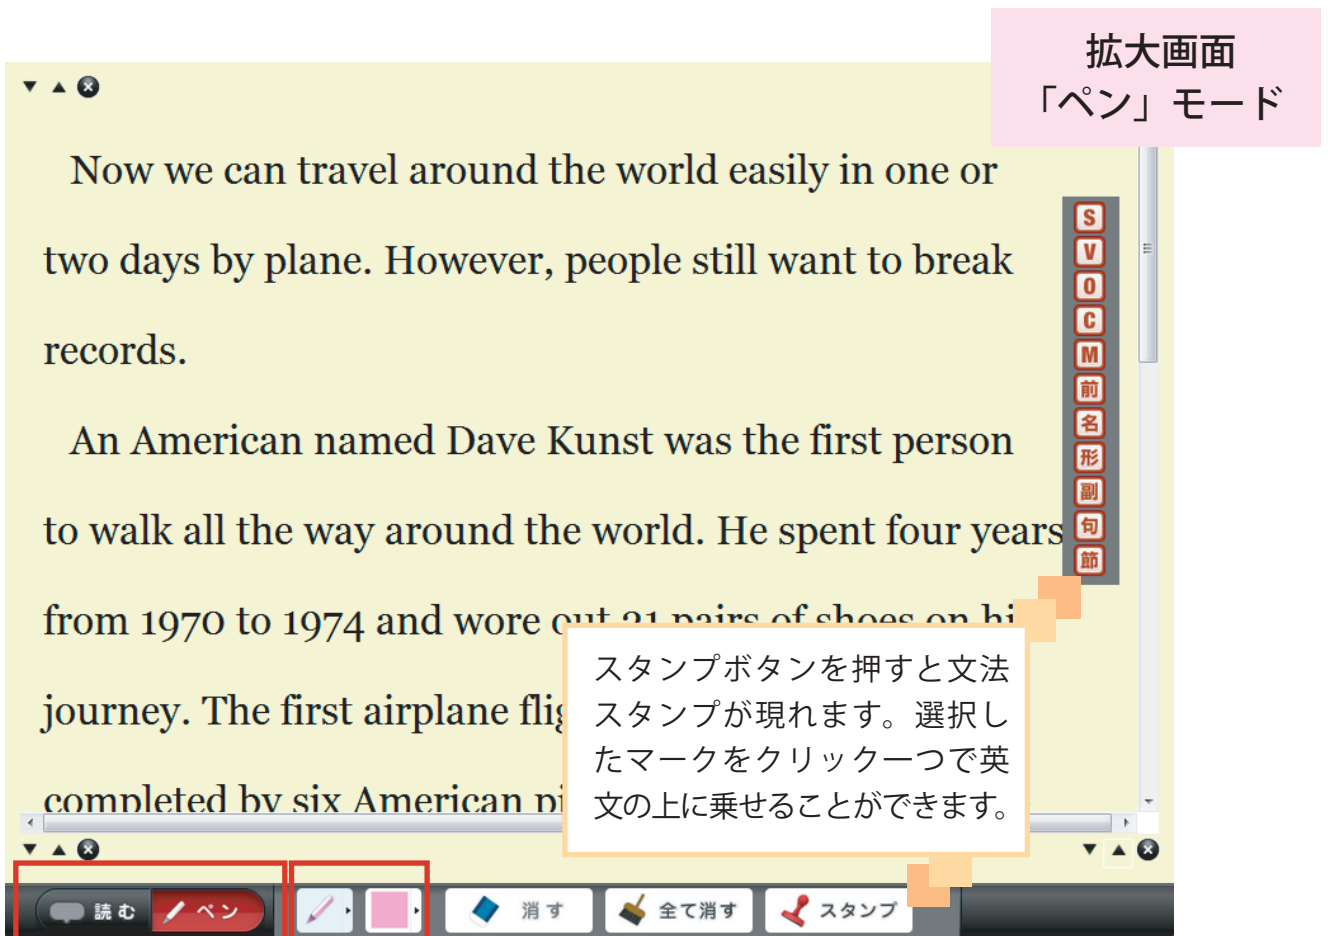 拡大画面
「ペン」モード
Now we can travel around the world easily in one or
two days by plane. However, people still want to break
records.
An American named Dave Kunst was the first person
to walk all the way around the world. He spent four years
from 1970 to 1974 and wore out 21 pairs of shoes on
journey. The first airplane
completed by six American
S
V
O
C
M
前
名
形
副
句
節
スタンプボタンを押すと文法
スタンプが現れます。選択し
たマークをクリック一つで英
文の上に乗せることができます。
読む
ペン
消す
全て消す
スタンプ